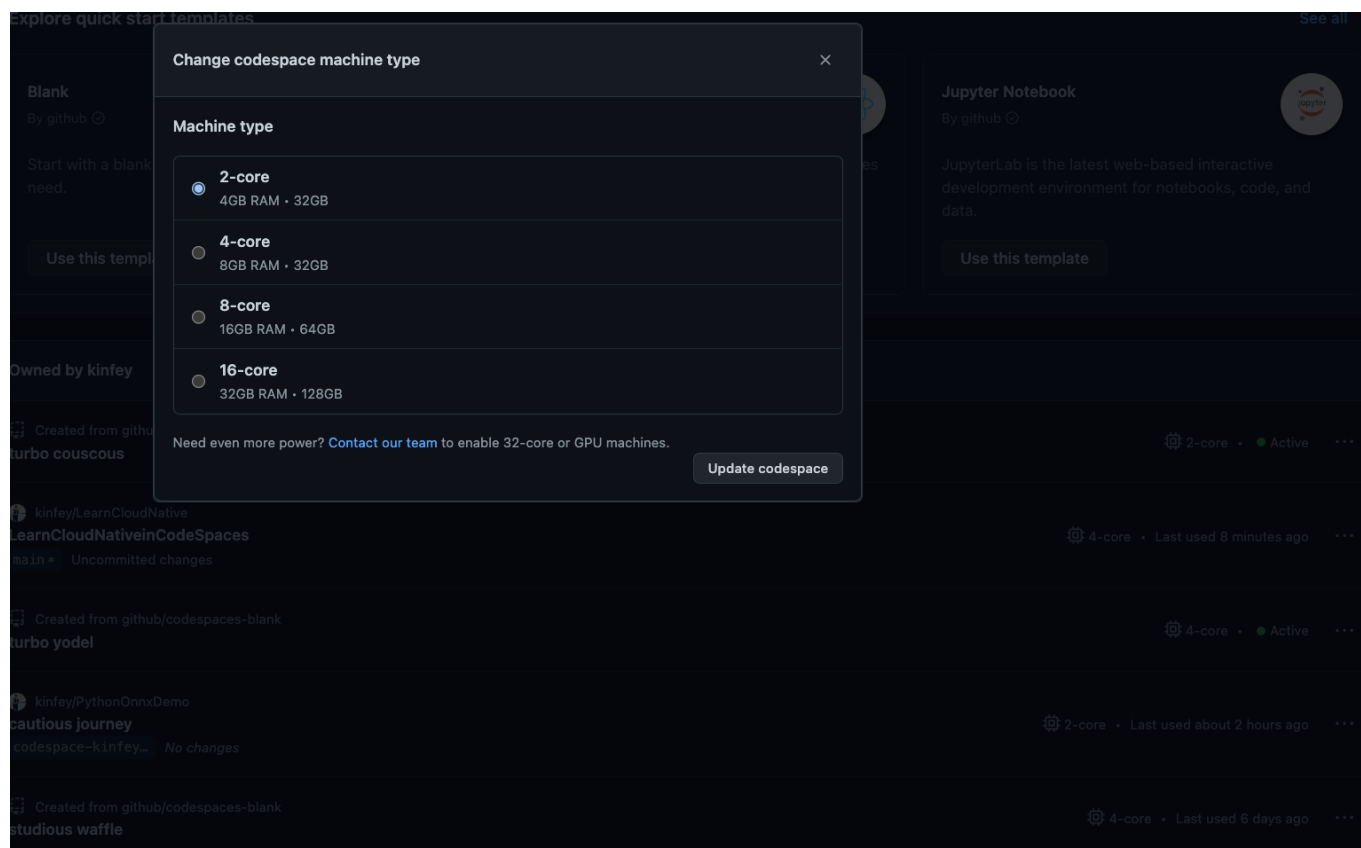 Explore quick start templates
See all
Change codespace machine type
Blank
By github
Start with a blank
need.
Use this templ
Machine type
2-core
4GB RAM • 32GB
4-core
8GB RAM • 32GB
8-core
16GB RAM • 64GB
16-core
32GB RAM • 128GB
Need even more power? Contact our team to enable 32-core or GPU machines.
Update codespace
es
Jupyter Notebook
By github
jupyter
JupyterLab is the latest web-based interactive
development environment for notebooks, code, and
data.
Use this template
Owned by kinfey
Created from githu
turbo couscous
2-core • Active
kinfey/LearnCloudNative
LearnCloudNativeinCodeSpaces
main* Uncommitted changes
4-core • Last used 8 minutes ago
Created from github/codespaces-blank
turbo yodel
4-core • Active
kinfey/PythonOnnxDemo
cautious journey
codespace-kinfey… No changes
2-core • Last used about 2 hours ago
Created from github/codespaces-blank
studious waffle
4-core • Last used 6 days ago